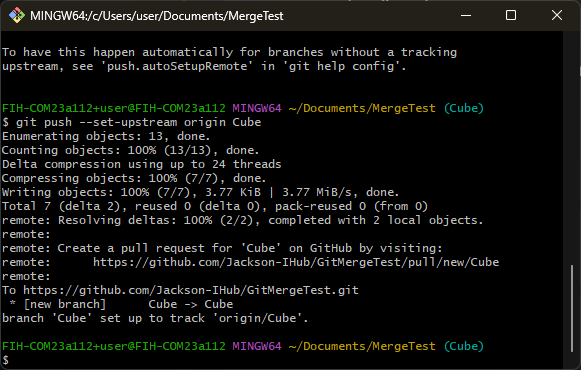 MINGW64:/c/Users/user/Documents/MergeTest
To have this happen automatically for branches without a tracking
upstream, see 'push.autoSetupRemote' in 'git help config'.
FIH-COM23a112+user@FIH-COM23a112 MINGW64 ~/Documents/MergeTest (Cube)
$ git push --set-upstream origin Cube
Enumerating objects: 13, done.
Counting objects: 100% (13/13), done.
Delta compression using up to 24 threads
Compressing objects: 100% (7/7), done.
Writing objects: 100% (7/7), 3.77 KiB | 3.77 MiB/s, done.
Total 7 (delta 2), reused 0 (delta 0), pack-reused 0 (from 0)
remote: Resolving deltas: 100% (2/2), completed with 2 local objects.
remote:
remote: Create a pull request for 'Cube' on GitHub by visiting:
remote:      https://github.com/Jackson-IHub/GitMergeTest/pull/new/Cube
remote:
To https://github.com/Jackson-IHub/GitMergeTest.git
 * [new branch]      Cube -> Cube
branch 'Cube' set up to track 'origin/Cube'.
FIH-COM23a112+user@FIH-COM23a112 MINGW64 ~/Documents/MergeTest (Cube)
$